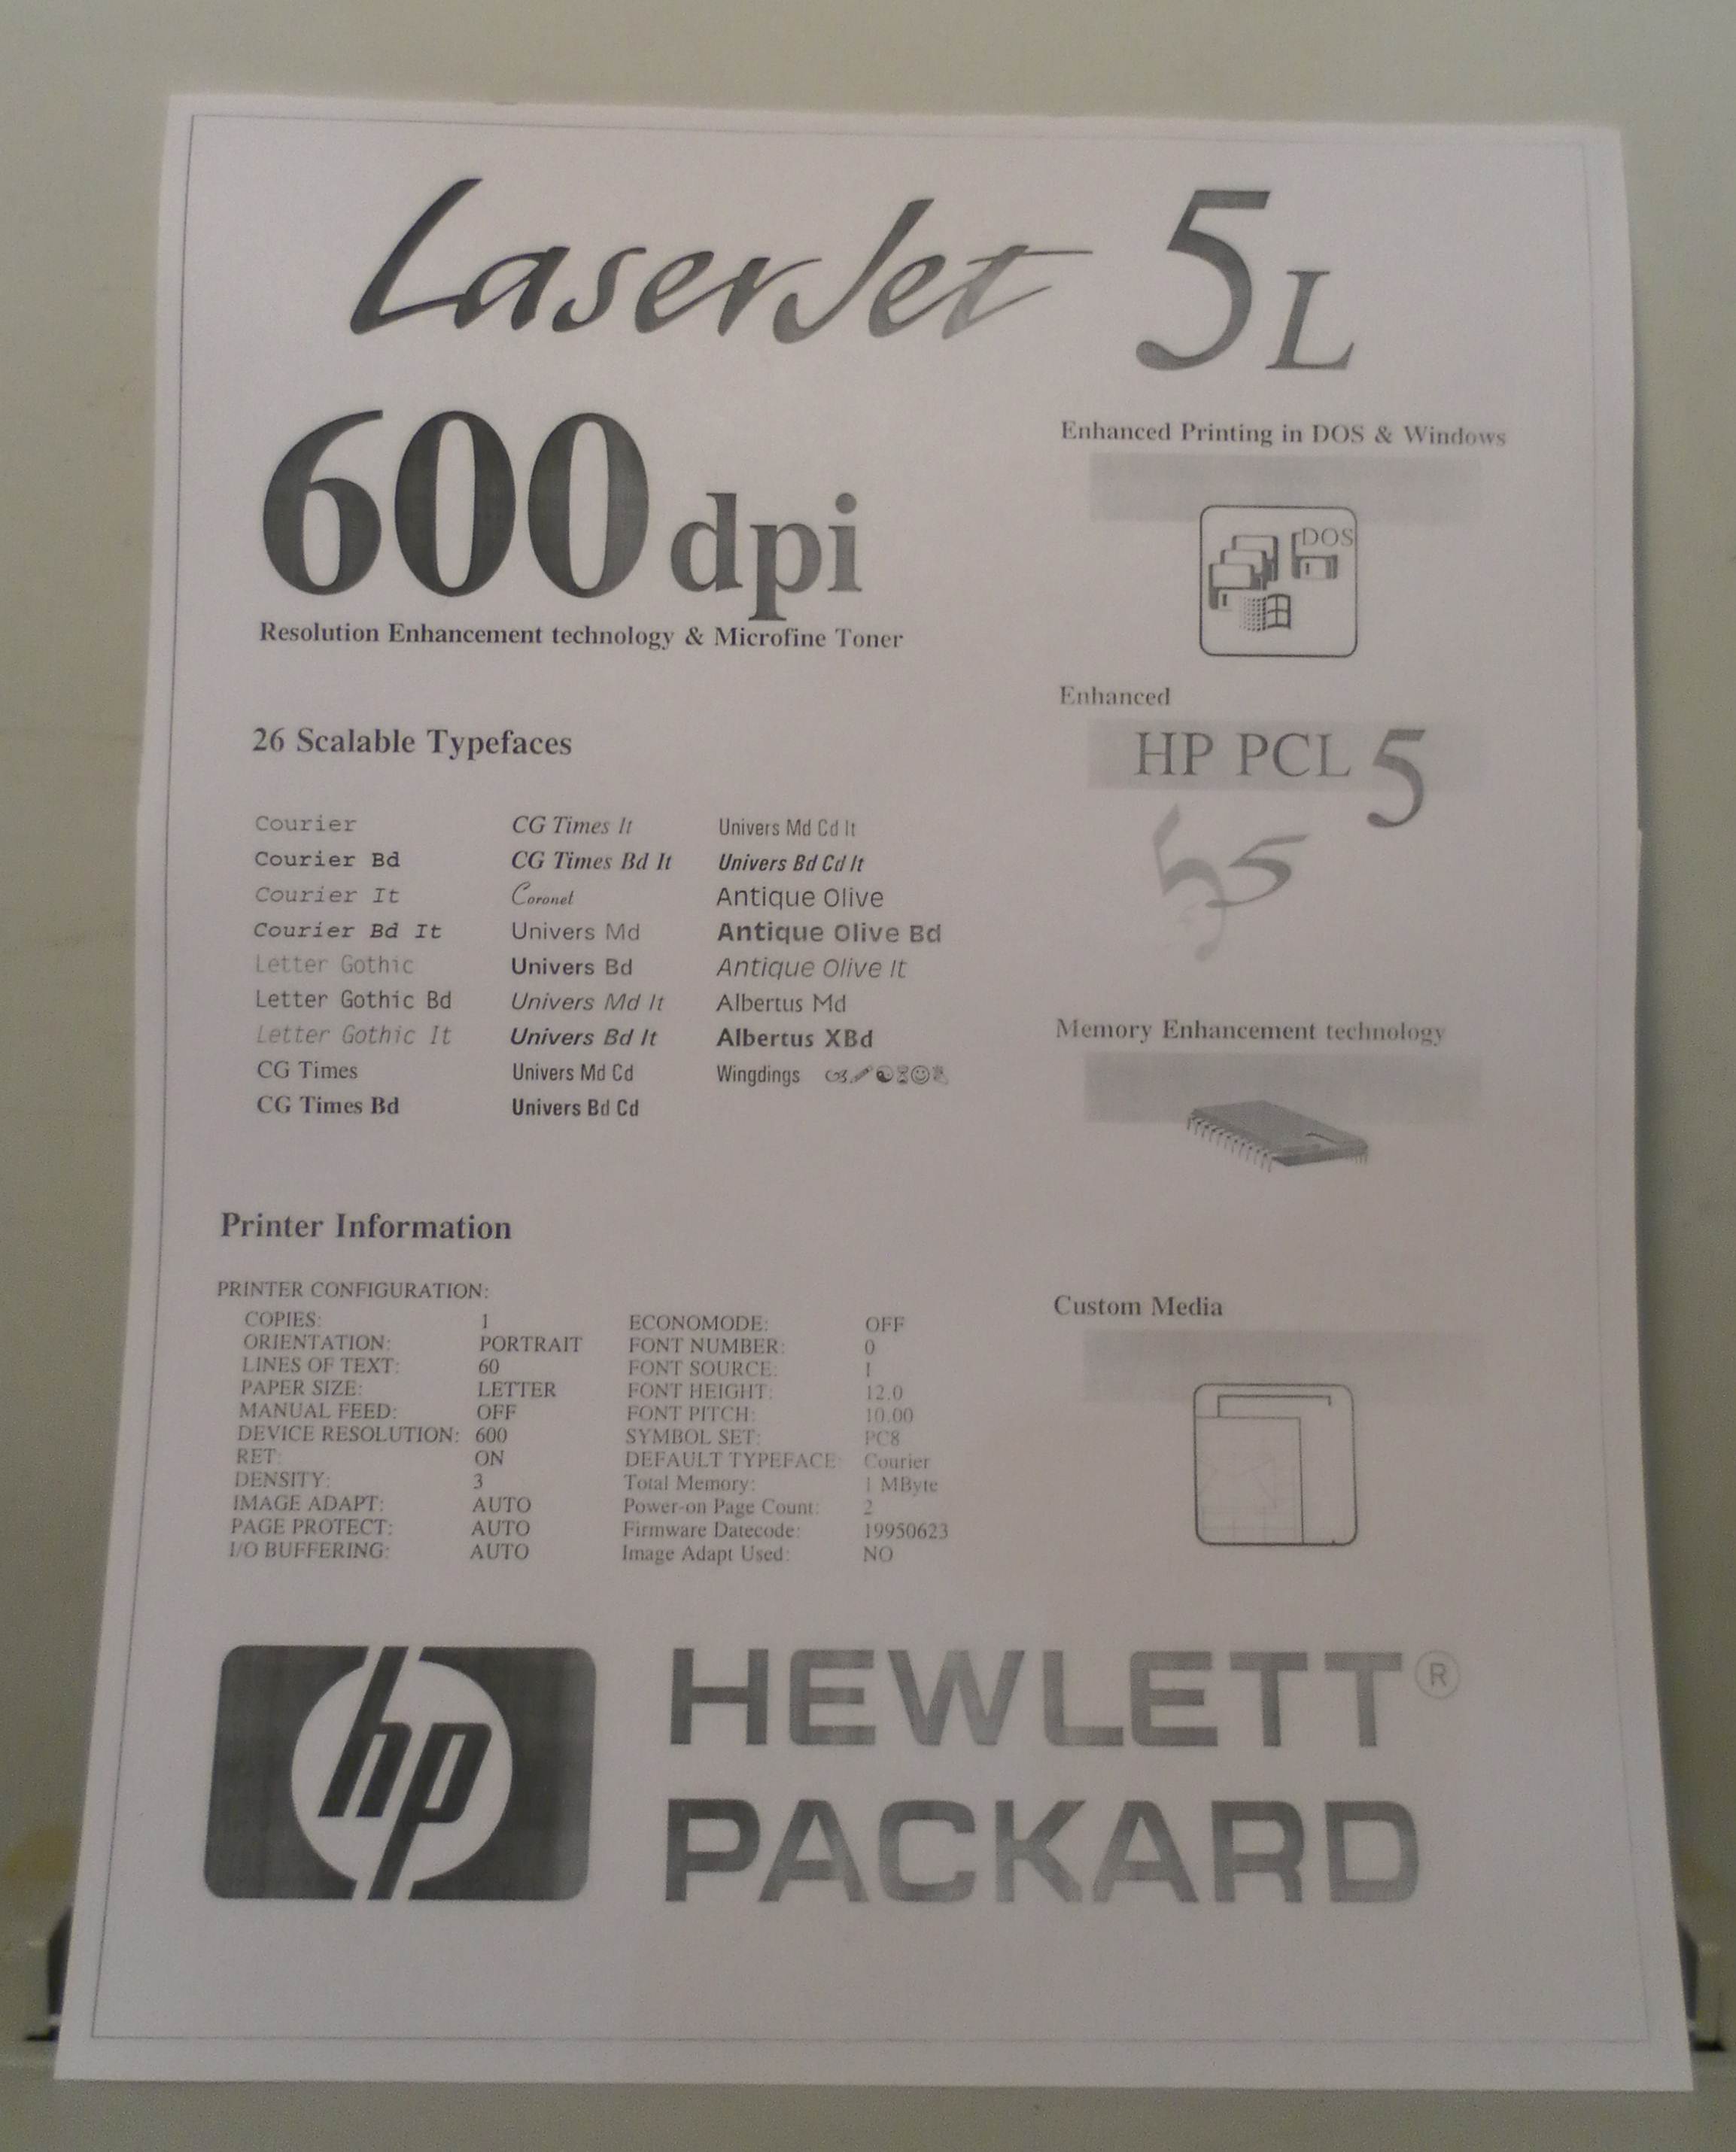 LaserJet 5L
600 dpi
Resolution Enhancement technology & Microfine Toner
Enhanced Printing in DOS & Windows
DOS
Enhanced
HP PCL 5
5 5
26 Scalable Typefaces
Courier
Courier Bd
Courier It
Courier Bd It
Letter Gothic
Letter Gothic Bd
Letter Gothic It
CG Times
CG Times Bd
CG Times It
CG Times Bd It
Coronet
Univers Md
Univers Bd
Univers Md It
Univers Bd It
Univers Md Cd
Univers Bd Cd
Univers Md Cd It
Univers Bd Cd It
Antique Olive
Antique Olive Bd
Antique Olive It
Albertus Md
Albertus XBd
Wingdings
Memory Enhancement technology
Custom Media
Printer Information
PRINTER CONFIGURATION:
COPIES: 1
ORIENTATION: PORTRAIT
LINES OF TEXT: 60
PAPER SIZE: LETTER
MANUAL FEED: OFF
DEVICE RESOLUTION: 600
RET: ON
DENSITY: 3
IMAGE ADAPT: AUTO
PAGE PROTECT: AUTO
I/O BUFFERING: AUTO
ECONOMODE: OFF
FONT NUMBER: 0
FONT SOURCE: I
FONT HEIGHT: 12.0
FONT PITCH: 10.00
SYMBOL SET: PC8
DEFAULT TYPEFACE: Courier
Total Memory: 1 MByte
Power-on Page Count: 2
Firmware Datecode: 19950623
Image Adapt Used: NO
hp
HEWLETT®
PACKARD